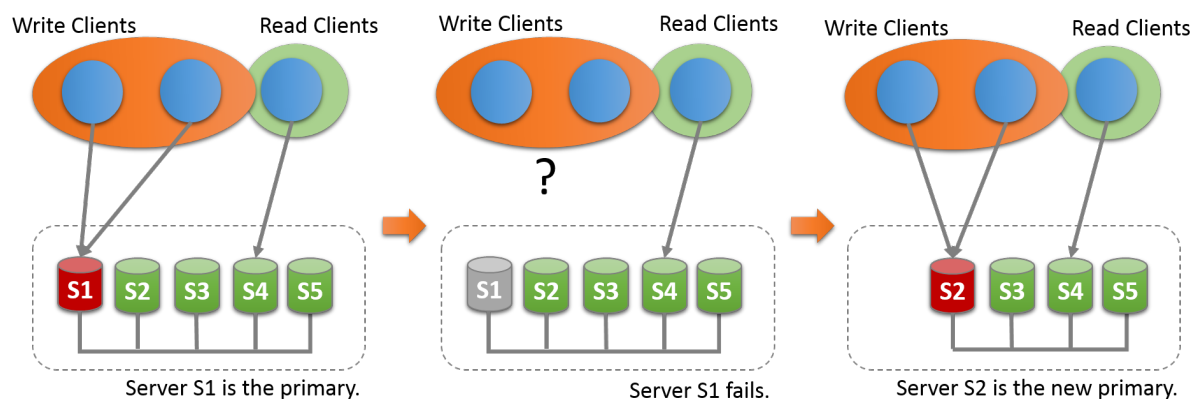 Write Clients
Read Clients
S1
S2
S3
S4
S5
Server S1 is the primary.
Write Clients
Read Clients
?
S1
S2
S3
S4
S5
Server S1 fails.
Write Clients
Read Clients
S2
S3
S4
S5
Server S2 is the new primary.